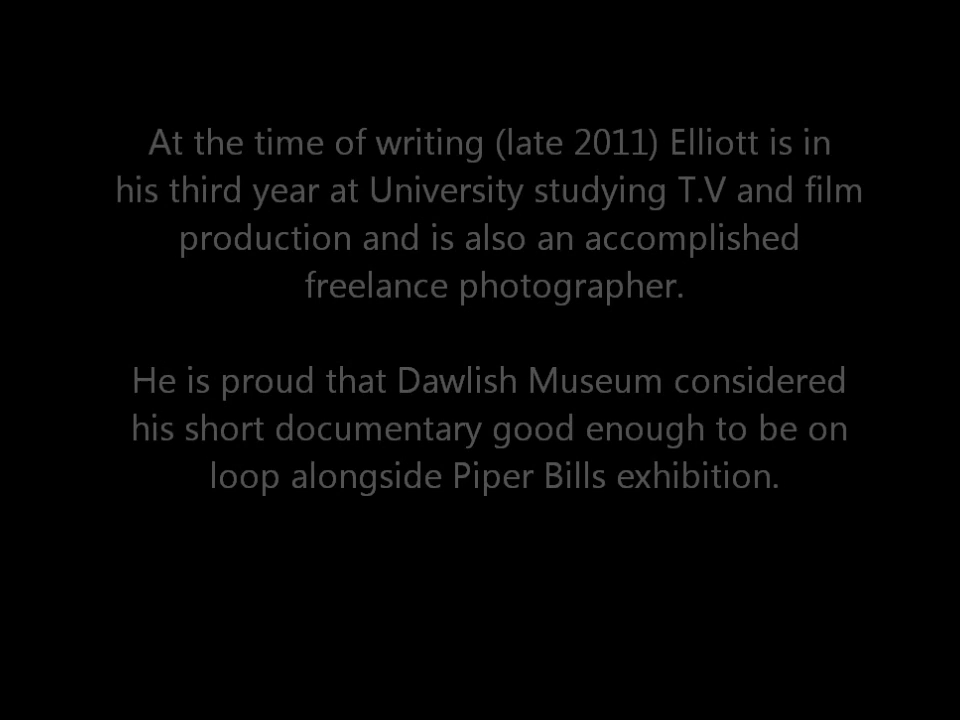 At the time of writing (late 2011) Elliott is in
his third year at University studying T.V and film
production and is also an accomplished
freelance photographer.
He is proud that Dawlish Museum considered
his short documentary good enough to be on
loop alongside Piper Bills exhibition.